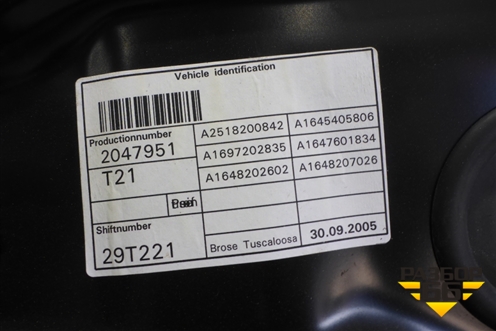 Vehicle identification
Productionnumber
2047951
T21
A2518200842 A1645405806
A1697202835 A1647601834
A1648202602 A1648207026
Shiftnumber
29T221
Brose Tuscaloosa 30.09.2005